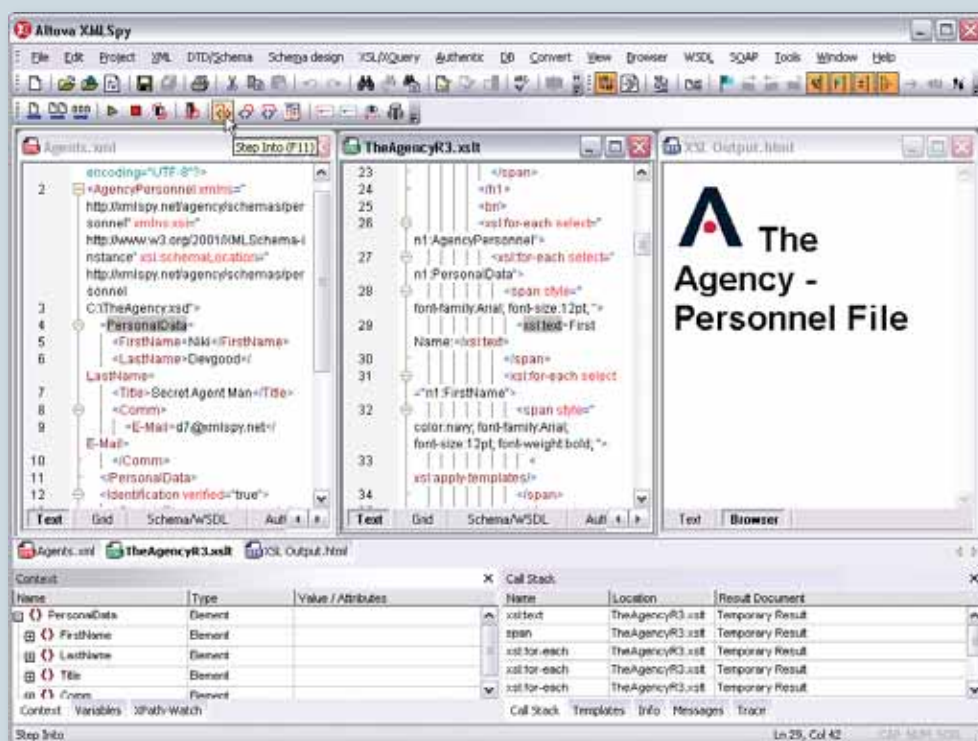 Altova XMLSpy
File Edit Project XML DTD/Schema Schema design XSL/XQuery Authentic DB Convert View Browser WSDL SOAP Tools Window Help
Step Into (F11)
Agents.xml
encoding="UTF-8"?>
2 <AgencyPersonnel xmlns="
http://xmlspy.net/agency/schemas/per
sonnel" xmlns:xsi="
http://www.w3.org/2001/XMLSchema-i
nstance" xsi:schemaLocation="
http://xmlspy.net/agency/schemas/per
sonnel
3 C:\TheAgency.xsd">
4 <PersonalData>
5 <FirstName>Niki</FirstName>
6 <LastName>Devgood</
LastName>
7 <Title>Secret Agent Man</Title>
8 <Comm>
9 <E-Mail>d7@xmlspy.net</
E-Mail>
10 </Comm>
11 </PersonalData>
12 <Identification verified="true">
Text Grid Schema/WSDL Auth
TheAgencyR3.xslt
23 </span>
24 </h1>
25 <br/>
26 <xsl:for-each select="
n1:AgencyPersonnel">
27 <xsl:for-each select="
n1:PersonalData">
28 <span style="
font-family:Arial; font-size:12pt; ">
29 <xsl:text>First
Name:</xsl:text>
30 </span>
31 <xsl:for-each select
="n1:FirstName">
32 <span style="
color:navy; font-family:Arial;
font-size:12pt; font-weight:bold; ">
33 <
xsl:apply-templates/>
34 </span>
Text Grid Schema/WSDL Auth
XSL Output.html
The
Agency -
Personnel File
Text Browser
Agents.xml TheAgencyR3.xslt XSL Output.html
Context
Name Type Value / Attributes
PersonalData Element
FirstName Element
LastName Element
Title Element
Comm Element
Context Variables XPath-Watch
Call Stack
Name Location Result Document
xsl:text TheAgencyR3.xslt Temporary Result
span TheAgencyR3.xslt Temporary Result
xsl:for-each TheAgencyR3.xslt Temporary Result
xsl:for-each TheAgencyR3.xslt Temporary Result
xsl:for-each TheAgencyR3.xslt Temporary Result
Call Stack Templates Info Messages Trace
Step Into Ln 29, Col 42 CAP NUM SCRL